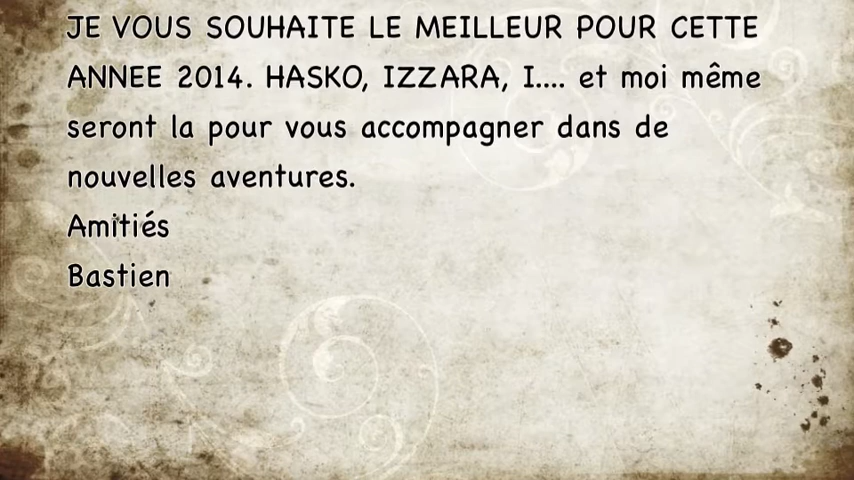 JE VOUS SOUHAITE LE MEILLEUR POUR CETTE
ANNEE 2014. HASKO, IZZARA, I.... et moi même
seront la pour vous accompagner dans de
nouvelles aventures.
Amitiés
Bastien